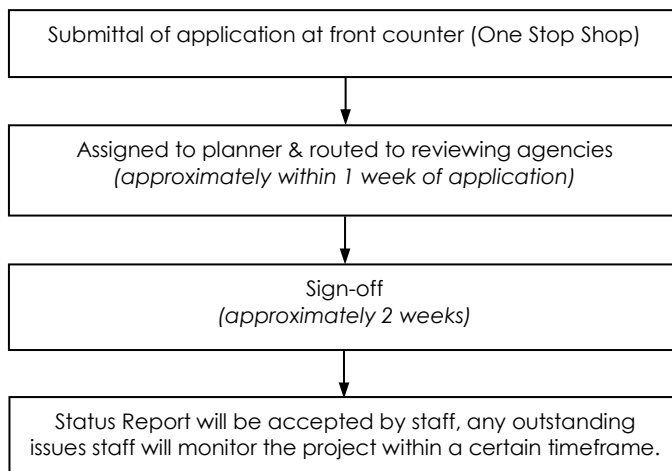 Submittal of application at front counter (One Stop Shop)
Assigned to planner & routed to reviewing agencies
(approximately within 1 week of application)
Sign-off
(approximately 2 weeks)
Status Report will be accepted by staff, any outstanding
issues staff will monitor the project within a certain timeframe.